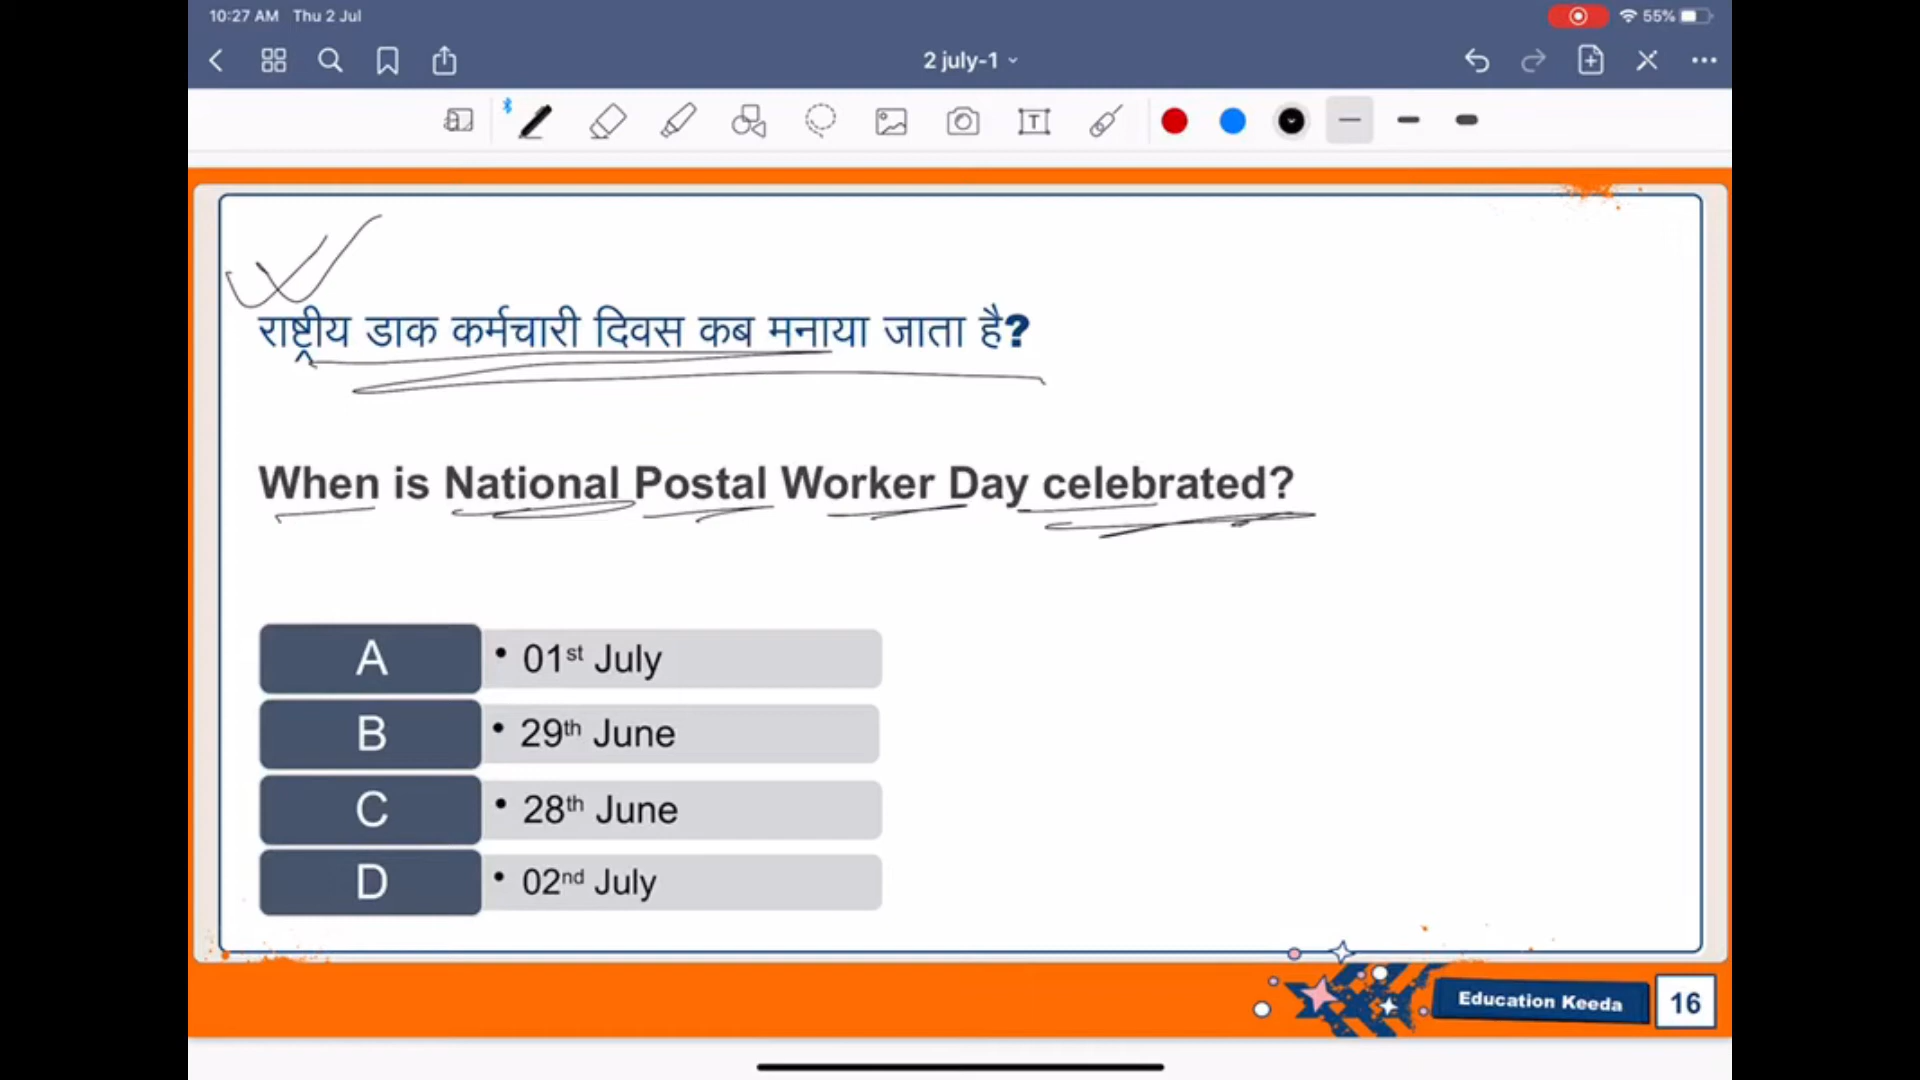 10:27 AM Thu 2 Jul
55%
2 july-1
T
राष्ट्रीय डाक कर्मचारी दिवस कब मनाया जाता है?
When is National Postal Worker Day celebrated?
A • 01st July
B • 29th June
C • 28th June
D • 02nd July
Education Keeda 16